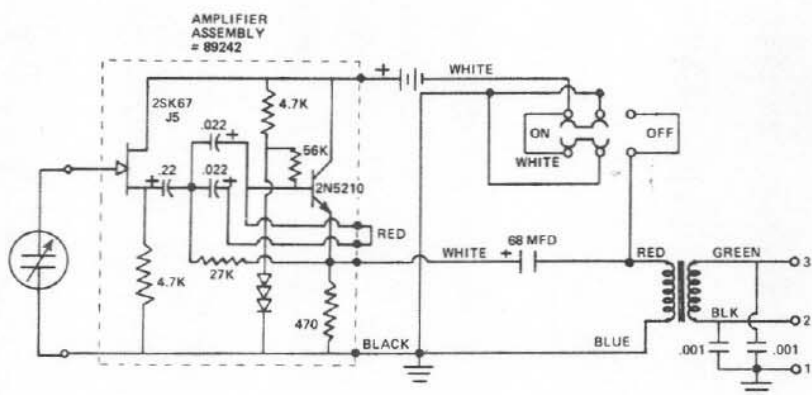 AMPLIFIER
ASSEMBLY
= 89242
+
WHITE
2SK67
J5
4.7K
.022
+
56K
.22
+
.022
+
2N5210
ON
OFF
WHITE
RED
WHITE
68 MFD
+
RED
GREEN
3
4.7K
27K
470
BLK
2
BLACK
BLUE
.001
.001
1